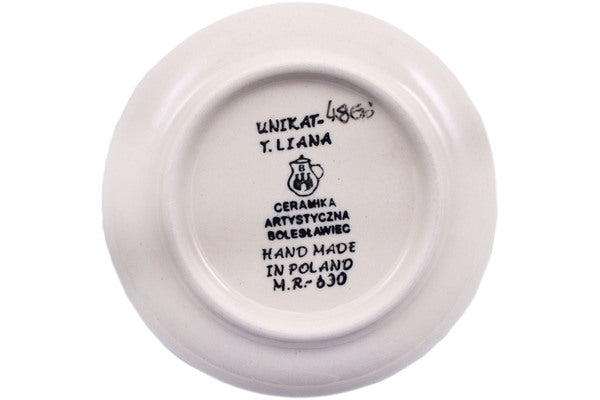 UNIKAT-
T. LIANA
B
CERAMIKA
ARTYSTYCZNA
BOLESŁAWIEC
HAND MADE
IN POLAND
M.R.-630